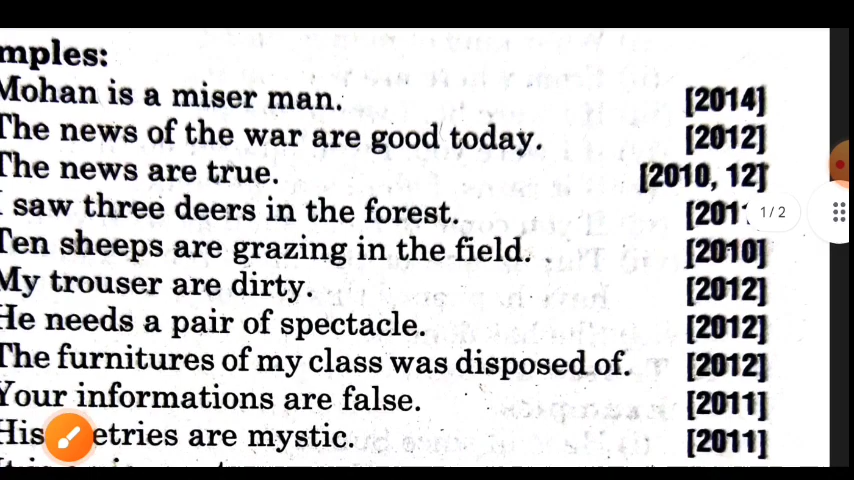 mples:
Mohan is a miser man. [2014]
The news of the war are good today. [2012]
The news are true. [2010, 12]
I saw three deers in the forest. [201
1/2
Ten sheeps are grazing in the field. [2010]
My trouser are dirty. [2012]
He needs a pair of spectacle. [2012]
The furnitures of my class was disposed of. [2012]
Your informations are false. [2011]
His etries are mystic. [2011]